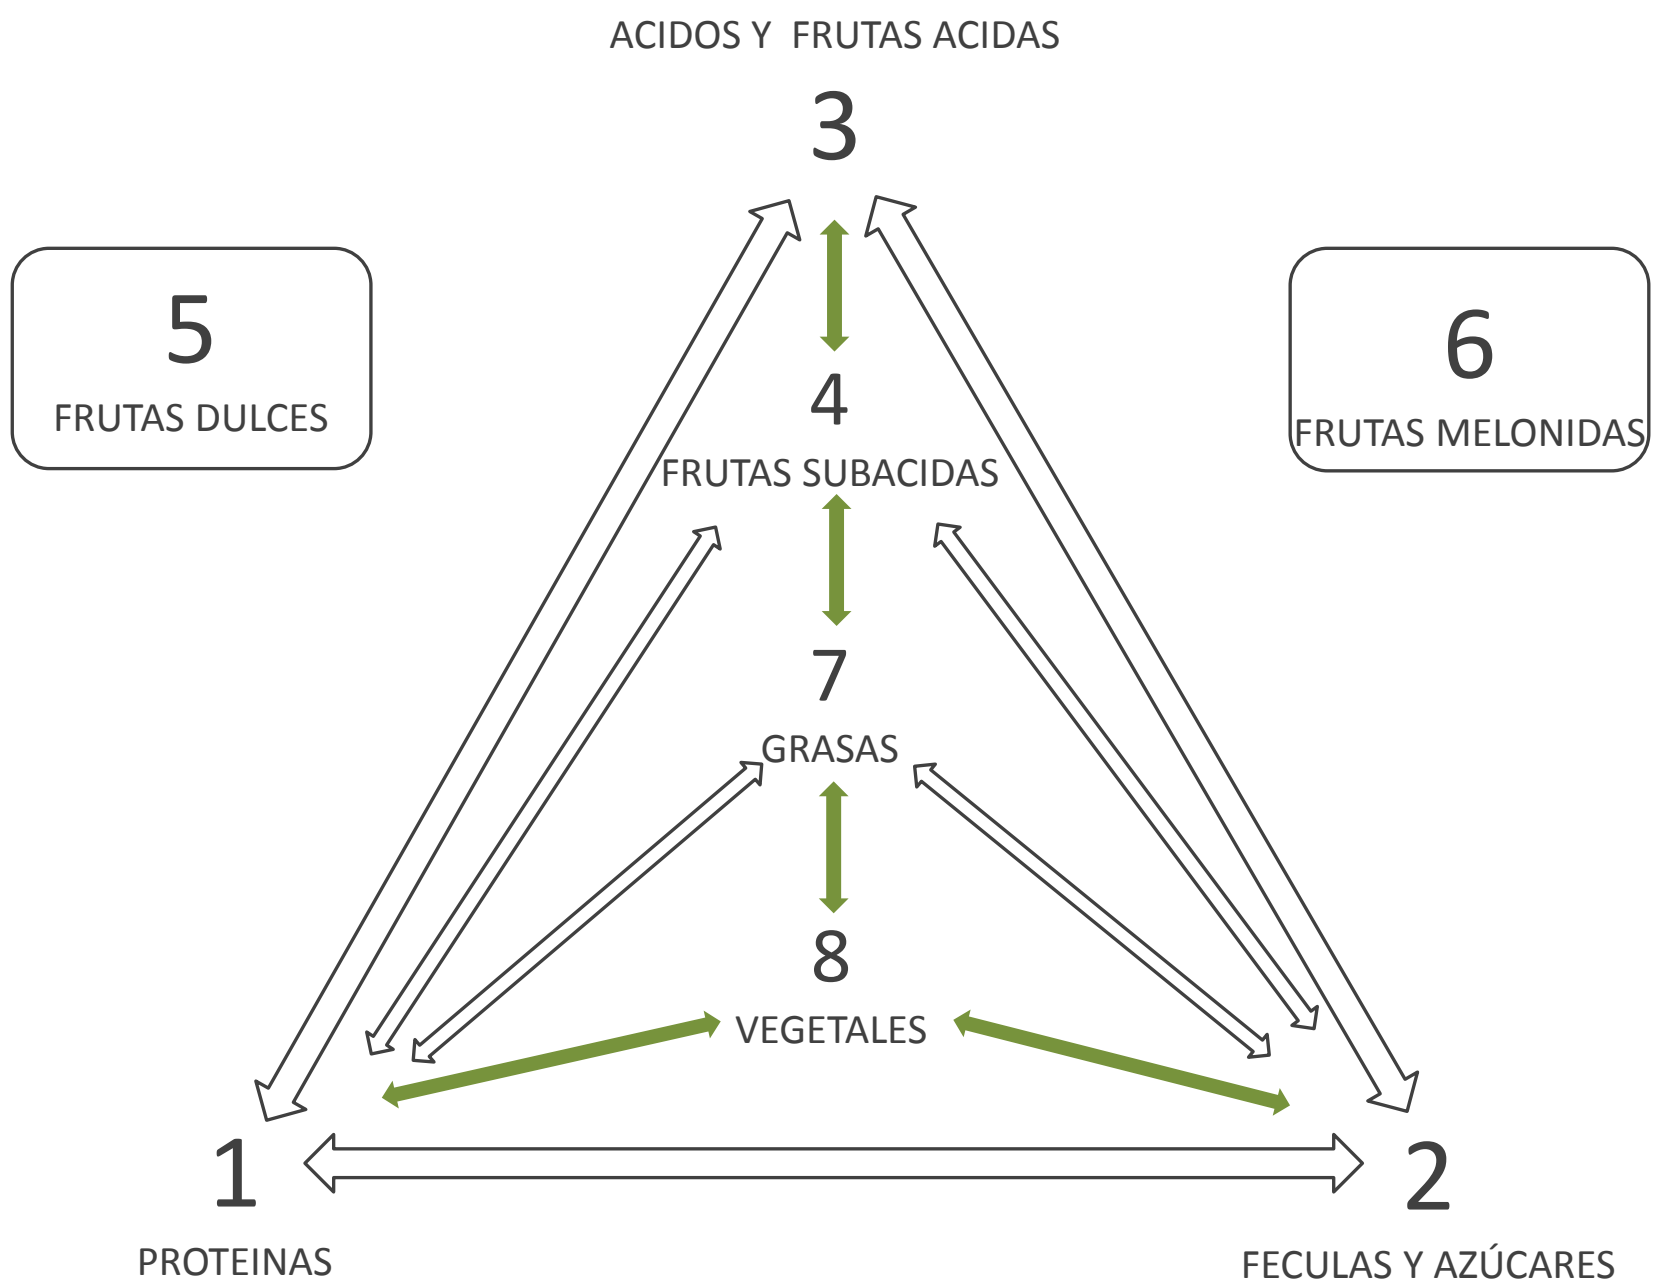 ACIDOS Y  FRUTAS ACIDAS
3
5
FRUTAS DULCES
6
FRUTAS MELONIDAS
4
FRUTAS SUBACIDAS
7
GRASAS
8
VEGETALES
1
PROTEINAS
2
FECULAS Y AZÚCARES